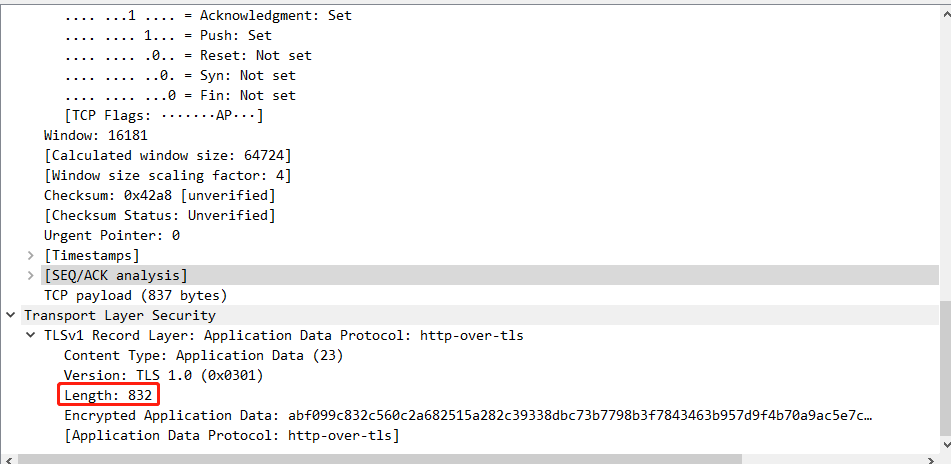 .... ...1 .... = Acknowledgment: Set
.... .... 1... = Push: Set
.... .... .0.. = Reset: Not set
.... .... ..0. = Syn: Not set
.... .... ...0 = Fin: Not set
[TCP Flags: ·······AP···]
Window: 16181
[Calculated window size: 64724]
[Window size scaling factor: 4]
Checksum: 0x42a8 [unverified]
[Checksum Status: Unverified]
Urgent Pointer: 0
[Timestamps]
[SEQ/ACK analysis]
TCP payload (837 bytes)
Transport Layer Security
TLSv1 Record Layer: Application Data Protocol: http-over-tls
Content Type: Application Data (23)
Version: TLS 1.0 (0x0301)
Length: 832
Encrypted Application Data: abf099c832c560c2a682515a282c39338dbc73b7798b3f7843463b957d9f4b70a9ac5e7c…
[Application Data Protocol: http-over-tls]